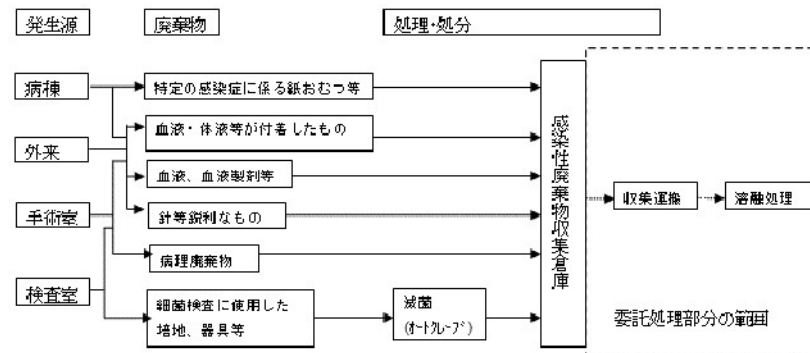 発生源
廃棄物
処理・処分
病棟
外来
手術室
検査室
特定の感染症に係る紙おむつ等
血液・体液等が付着したもの
血液、血液製剤等
針等鋭利なもの
病理廃棄物
細菌検査に使用した
培地、器具等
滅菌
(オートクレーブ)
感染性廃棄物収集倉庫
収集運搬
溶融処理
委託処理部分の範囲